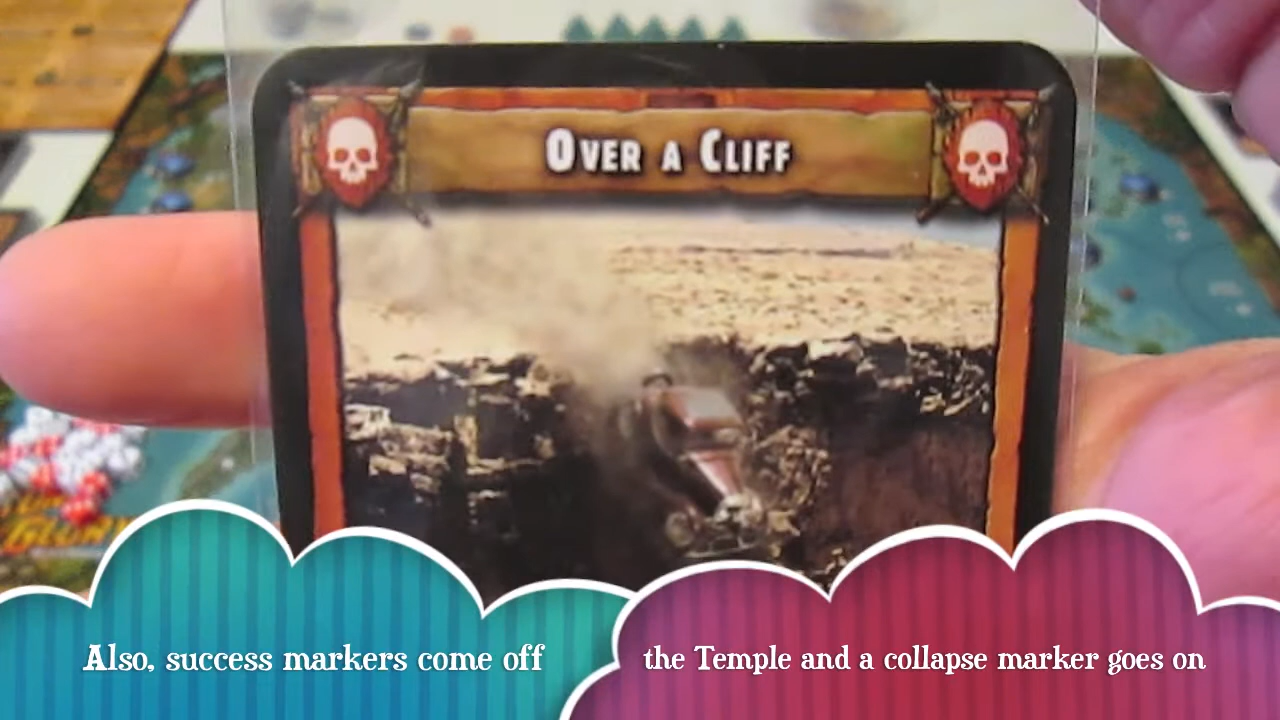 Over a Cliff
Also, success markers come off
the Temple and a collapse marker goes on